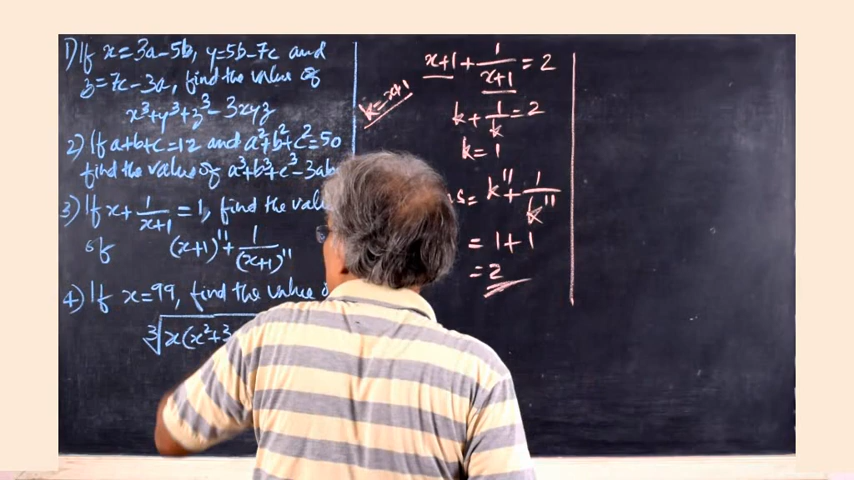 1) If x = 3a - 5b, y = 5b - 7c and
z = 7c - 3a, find the value of
x³ + y³ + z³ - 3xyz
2) If a+b+c = 12 and a²+b²+c² = 50
find the value of a³+b³+c³ - 3ab
3) If x + 1/(x+1) = 1, find the
of (x+1)¹¹ + 1/(x+1)¹¹
4) If x = 99, find the value
∛x(x²+3
x+1 + 1/(x+1) = 2
k = x+1
k + 1/k = 2
k = 1
= k¹¹ + 1/k¹¹
= 1 + 1
= 2